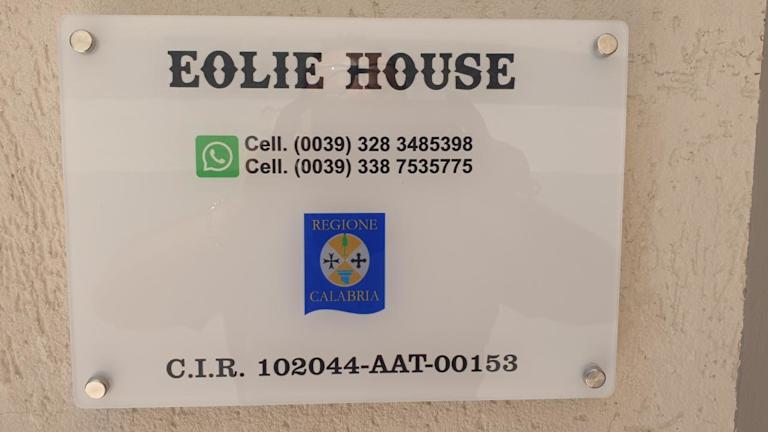 EOLIE HOUSE
Cell. (0039) 328 3485398
Cell. (0039) 338 7535775
REGIONE
CALABRIA
C.I.R. 102044-AAT-00153